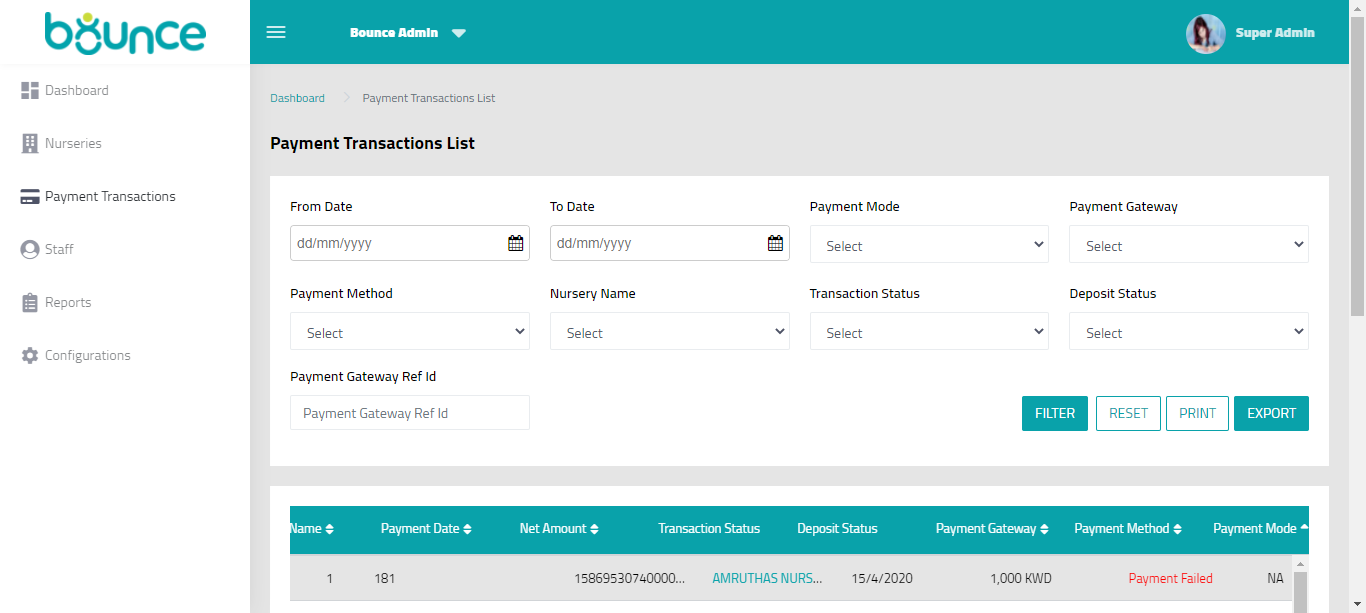 bounce
Bounce Admin
Super Admin
Dashboard
Nurseries
Payment Transactions
Staff
Reports
Configurations
Dashboard Payment Transactions List
Payment Transactions List
From Date To Date Payment Mode Payment Gateway
dd/mm/yyyy dd/mm/yyyy Select Select
Payment Method Nursery Name Transaction Status Deposit Status
Select Select Select Select
Payment Gateway Ref Id
Payment Gateway Ref Id FILTER RESET PRINT EXPORT
Name Payment Date Net Amount Transaction Status Deposit Status Payment Gateway Payment Method Payment Mode
1 181 15869530740000... AMRUTHAS NURS... 15/4/2020 1,000 KWD Payment Failed NA